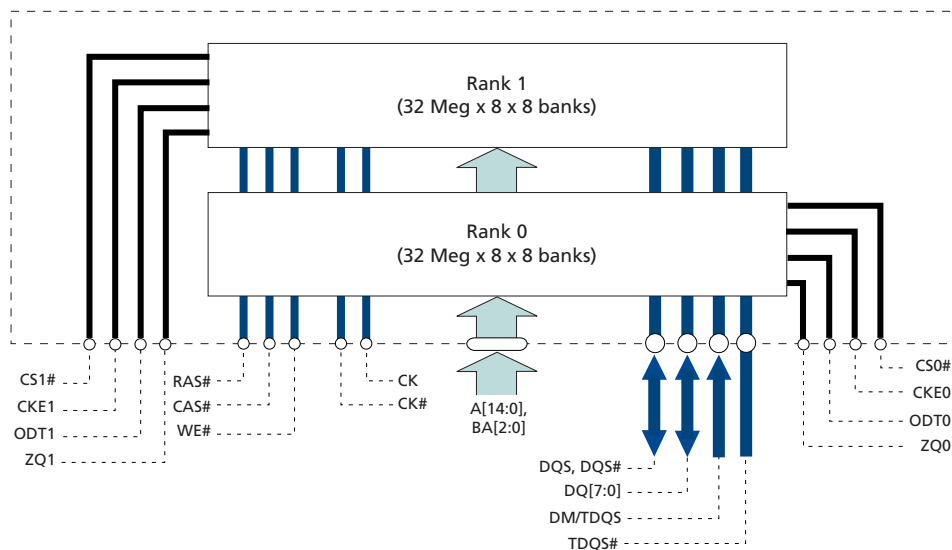 Rank 1
(32 Meg x 8 x 8 banks)
Rank 0
(32 Meg x 8 x 8 banks)
CS1#
CKE1
ODT1
ZQ1
RAS#
CAS#
WE#
CK
CK#
A[14:0],
BA[2:0]
DQS, DQS#
DQ[7:0]
DM/TDQS
TDQS#
CS0#
CKE0
ODT0
ZQ0